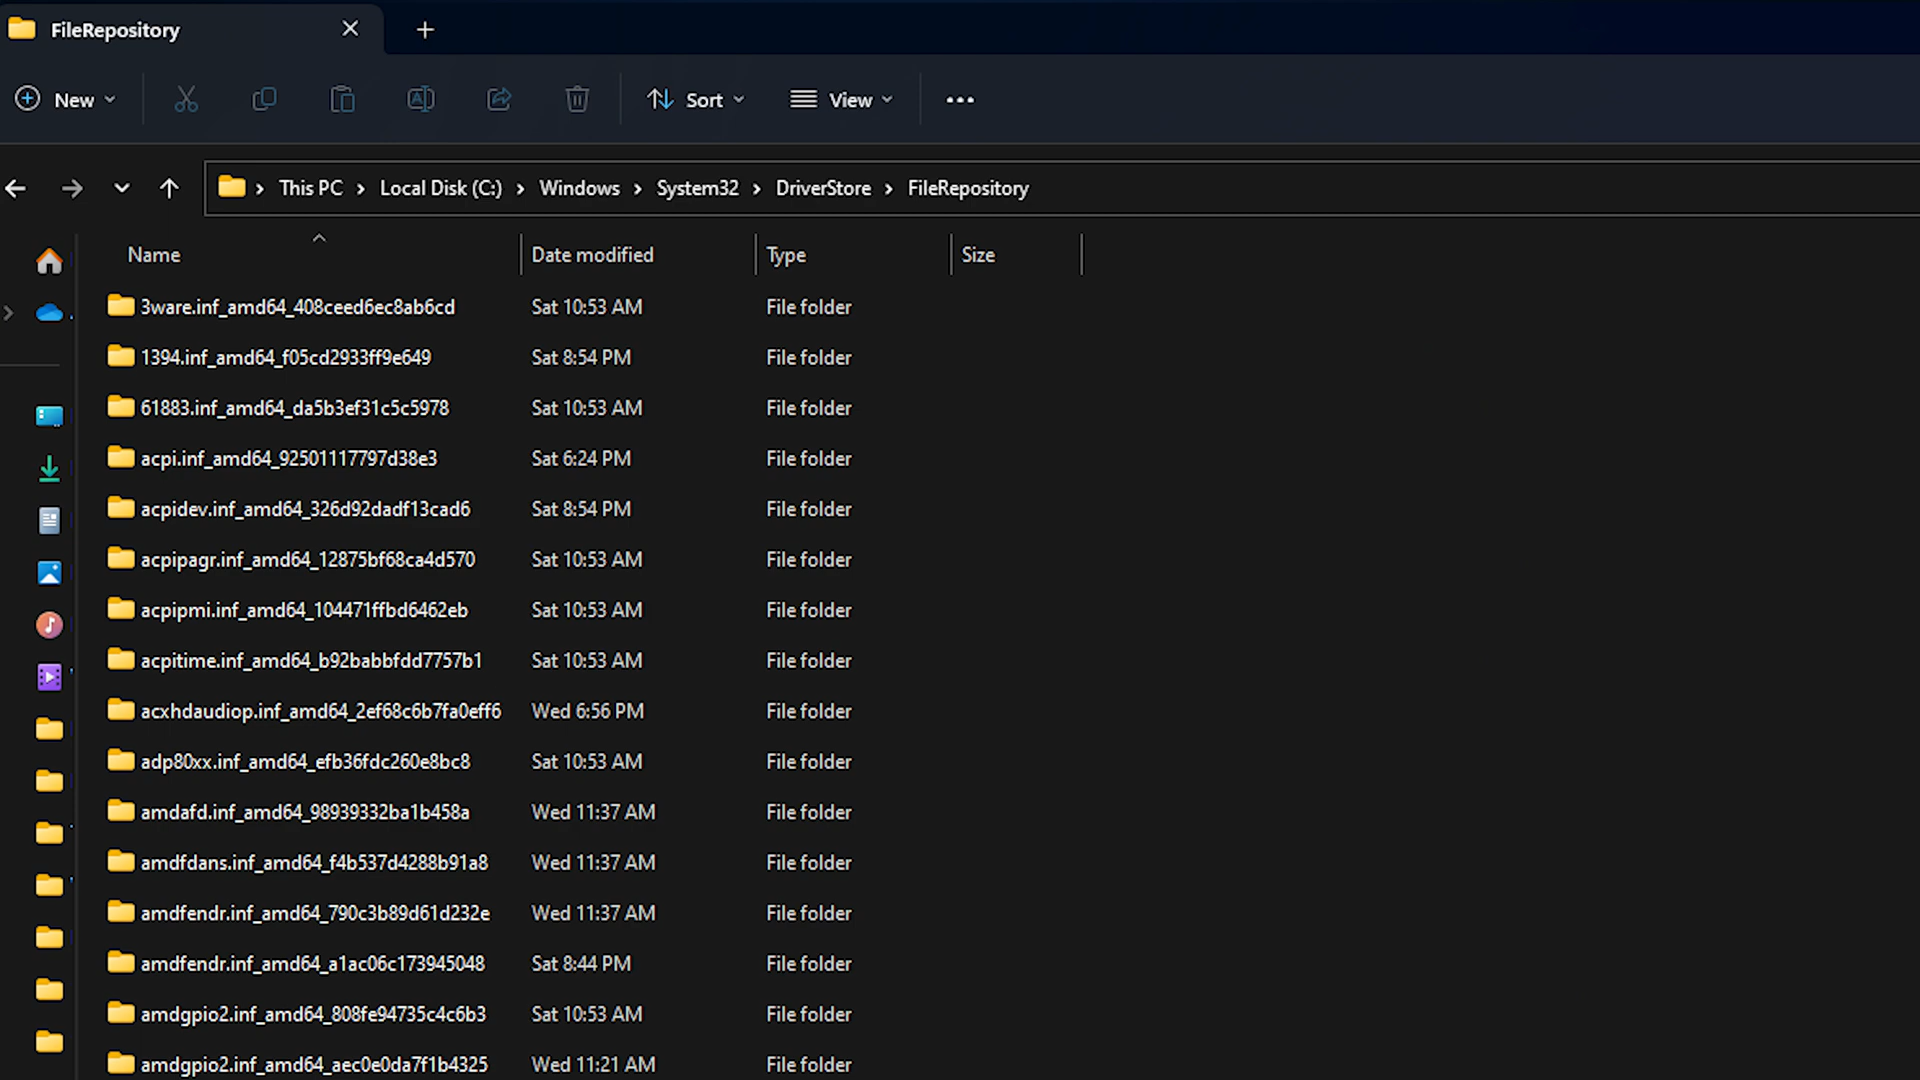 FileRepository
New
Sort
View
This PC > Local Disk (C:) > Windows > System32 > DriverStore > FileRepository
Name Date modified Type Size
3ware.inf_amd64_408ceed6ec8ab6cd Sat 10:53 AM File folder
1394.inf_amd64_f05cd2933ff9e649 Sat 8:54 PM File folder
61883.inf_amd64_da5b3ef31c5c5978 Sat 10:53 AM File folder
acpi.inf_amd64_92501117797d38e3 Sat 6:24 PM File folder
acpidev.inf_amd64_326d92dadf13cad6 Sat 8:54 PM File folder
acpipagr.inf_amd64_12875bf68ca4d570 Sat 10:53 AM File folder
acpipmi.inf_amd64_104471ffbd6462eb Sat 10:53 AM File folder
acpitime.inf_amd64_b92babbfdd7757b1 Sat 10:53 AM File folder
acxhdaudiop.inf_amd64_2ef68c6b7fa0eff6 Wed 6:56 PM File folder
adp80xx.inf_amd64_efb36fdc260e8bc8 Sat 10:53 AM File folder
amdafd.inf_amd64_98939332ba1b458a Wed 11:37 AM File folder
amdfdans.inf_amd64_f4b537d4288b91a8 Wed 11:37 AM File folder
amdfendr.inf_amd64_790c3b89d61d232e Wed 11:37 AM File folder
amdfendr.inf_amd64_a1ac06c173945048 Sat 8:44 PM File folder
amdgpio2.inf_amd64_808fe94735c4c6b3 Sat 10:53 AM File folder
amdgpio2.inf_amd64_aec0e0da7f1b4325 Wed 11:21 AM File folder